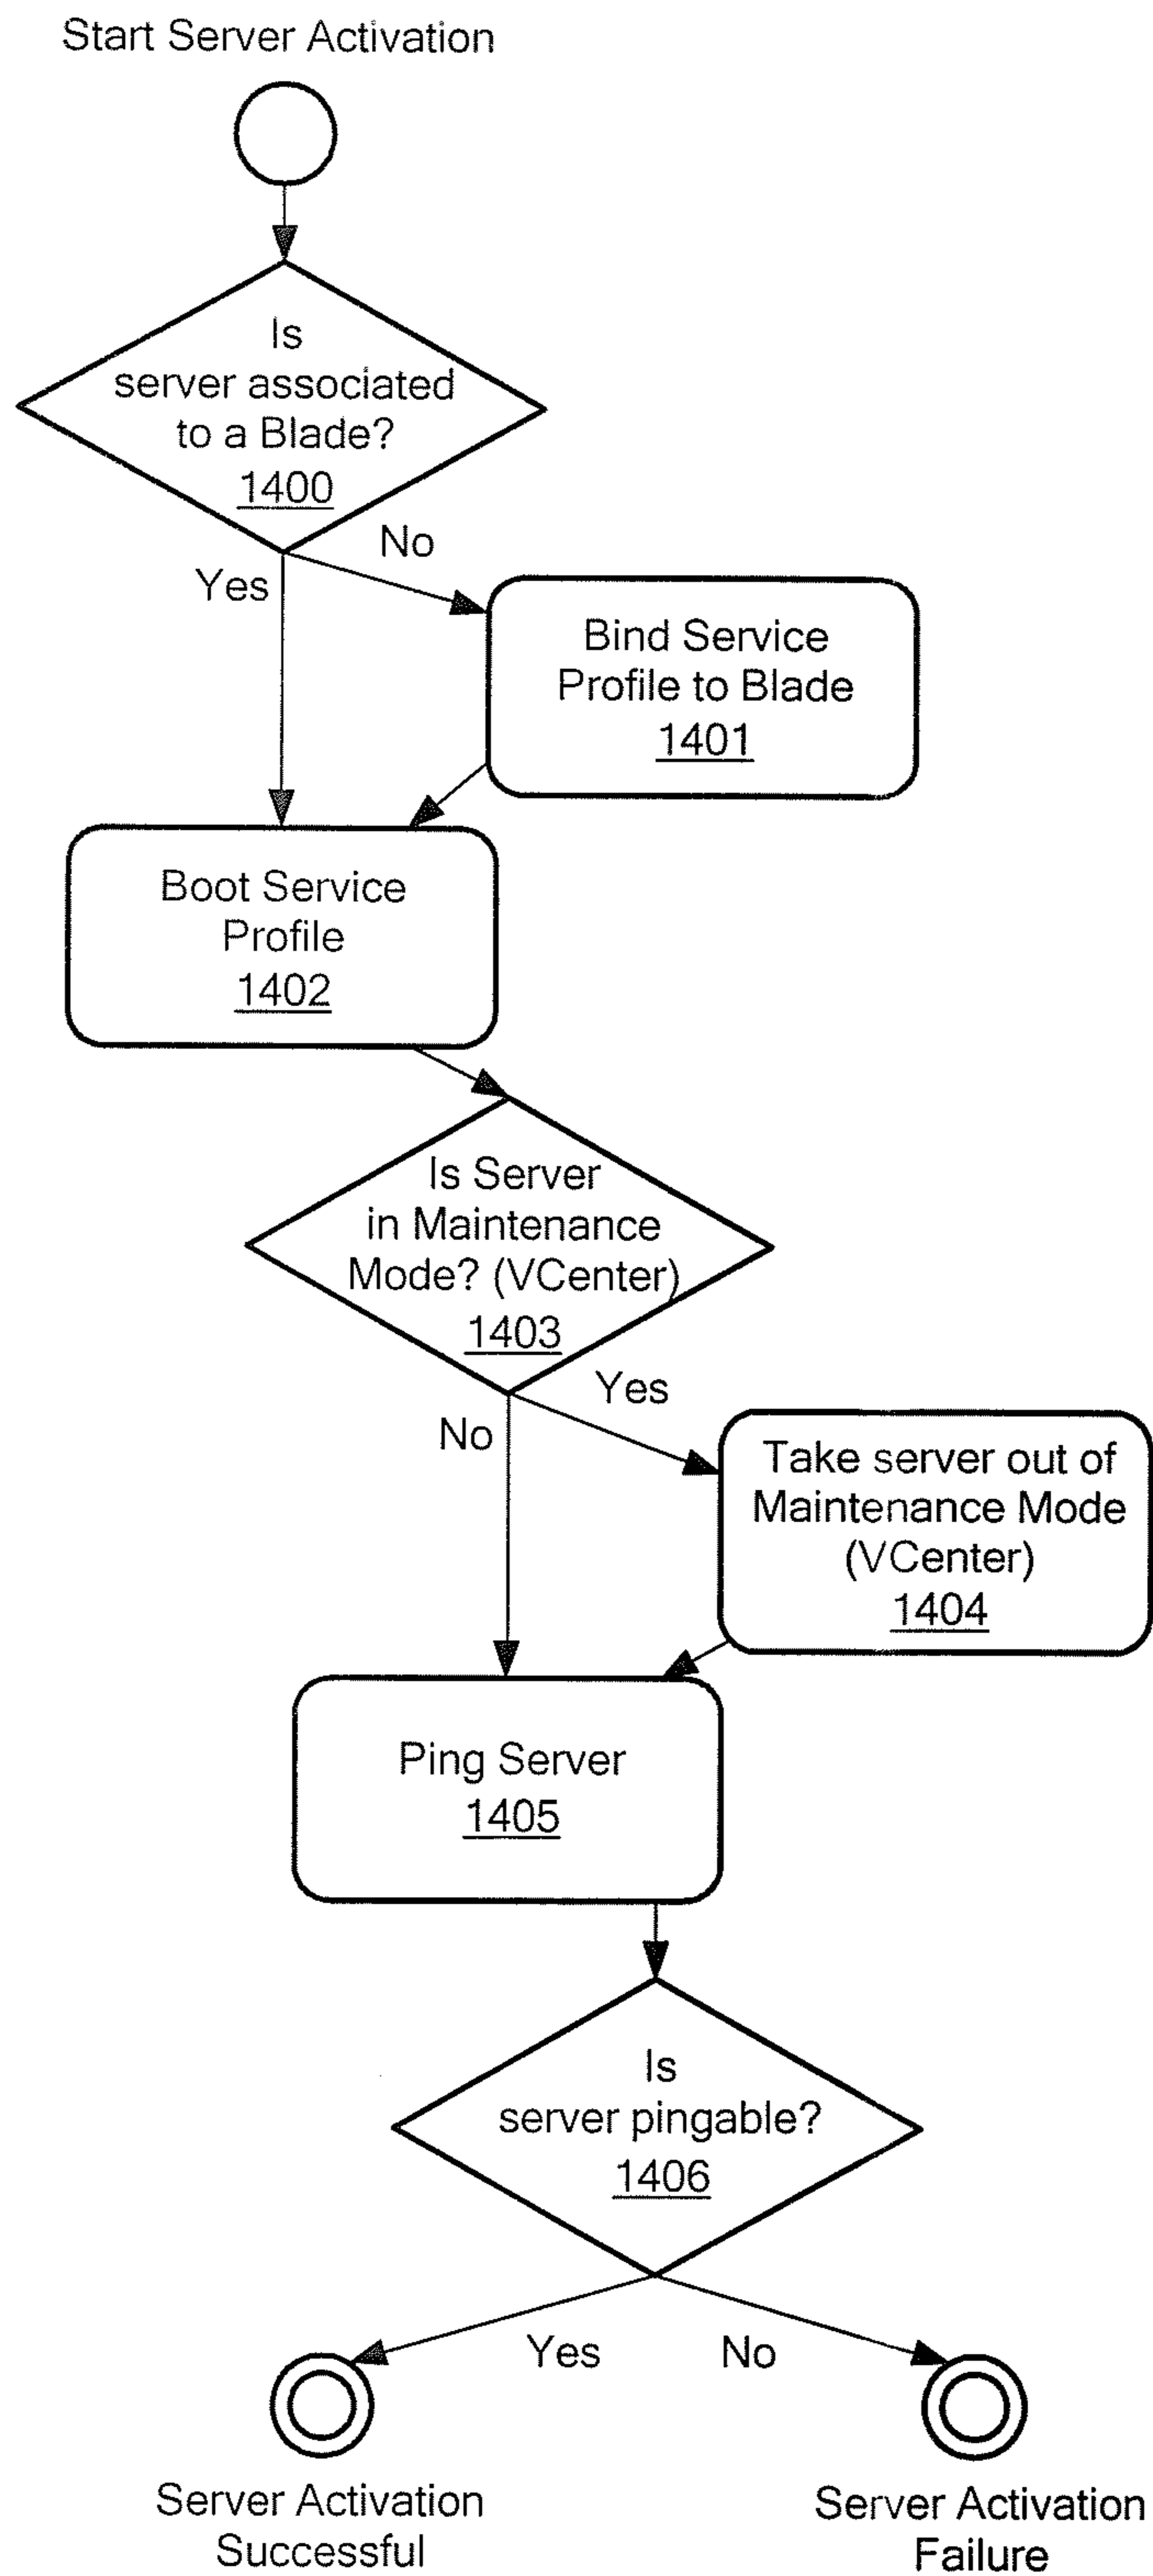 Start Server Activation
Is
server associated
to a Blade?
1400
No
Yes
Bind Service
Profile to Blade
1401
Boot Service
Profile
1402
Is Server
in Maintenance
Mode? (VCenter)
1403
Yes
No
Take server out of
Maintenance Mode
(VCenter)
1404
Ping Server
1405
Is
server pingable?
1406
Yes
No
Server Activation
Successful
Server Activation
Failure